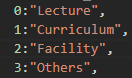 0:"Lecture",
1:"Curriculum",
2:"Facility",
3:"Others",